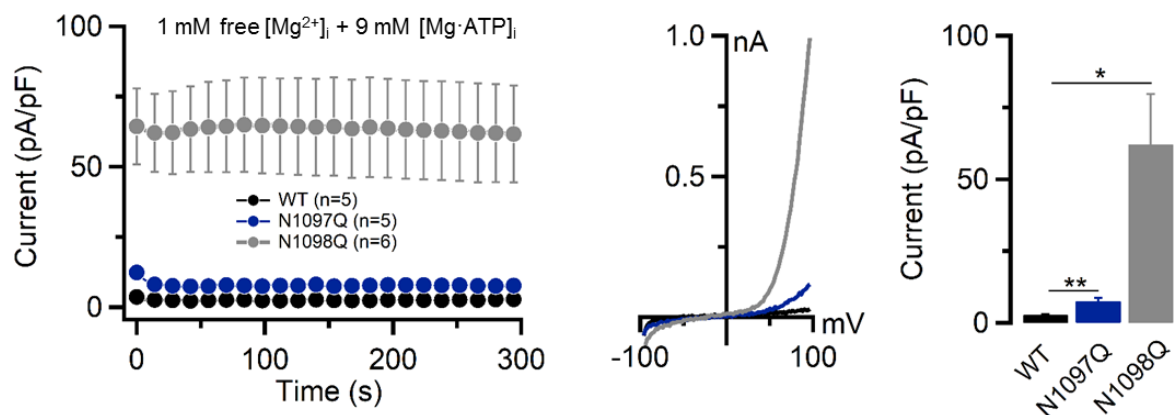 1 mM free [Mg²⁺]ᵢ + 9 mM [Mg·ATP]ᵢ
Current (pA/pF)
100
50
0
WT (n=5)
N1097Q (n=5)
N1098Q (n=6)
0
100
200
300
Time (s)
1.0
nA
0.5
mV
-100
100
Current (pA/pF)
100
50
0
*
**
WT
N1097Q
N1098Q